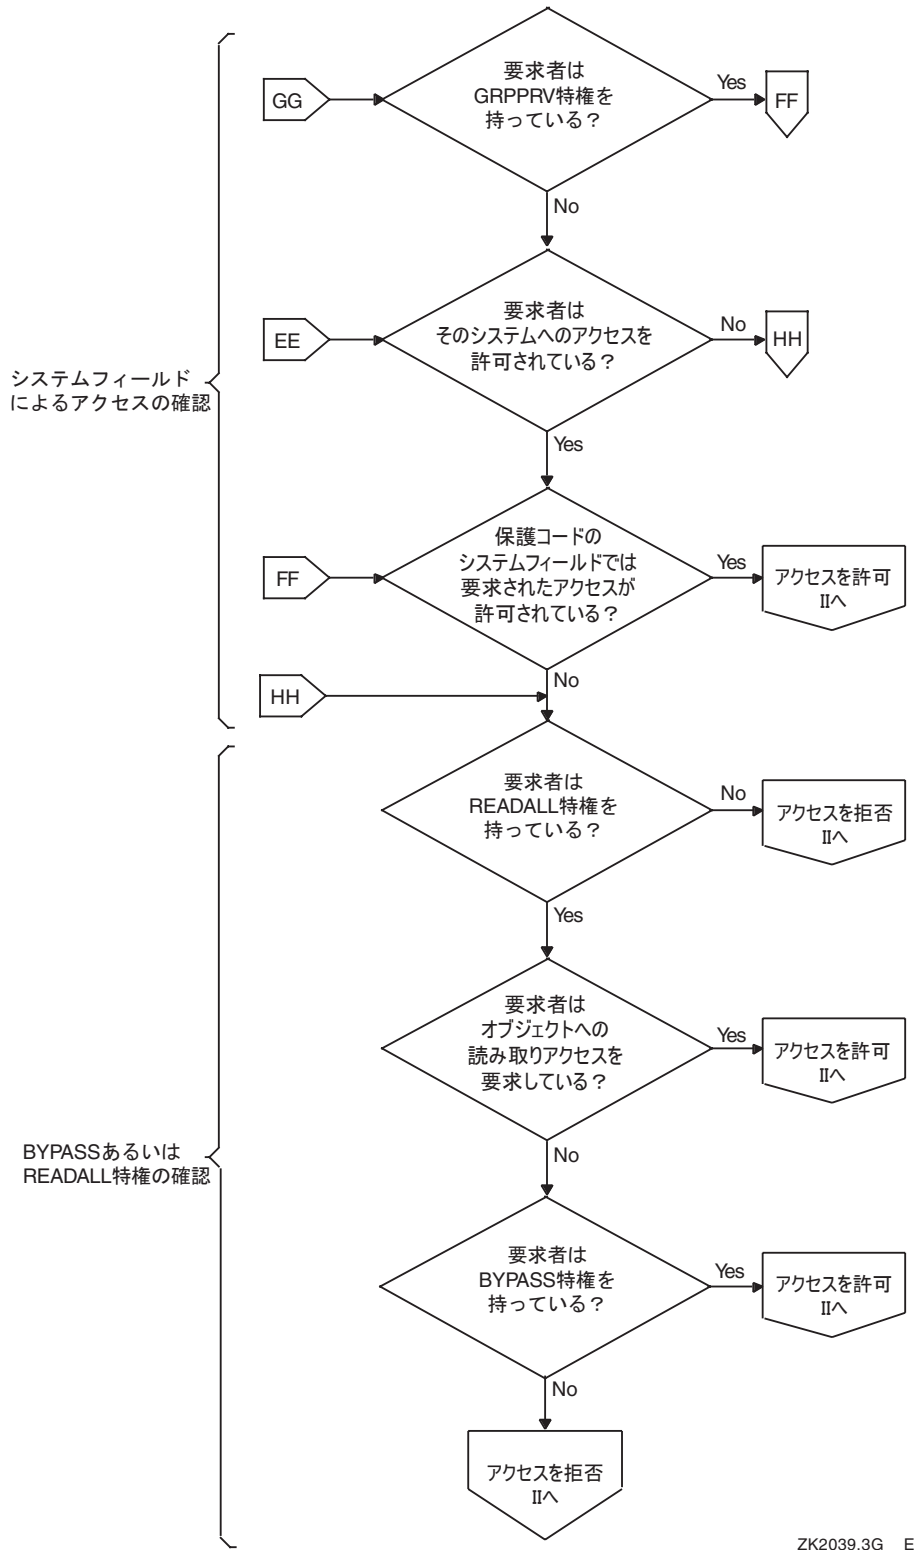 要求者は
GRPPRV特権を
持っている？
GG
Yes
FF
No
要求者は
そのシステムへのアクセスを
許可されている？
EE
No
HH
システムフィールド
によるアクセスの確認
Yes
保護コードの
システムフィールドでは
要求されたアクセスが
許可されている？
FF
Yes
アクセスを許可
IIへ
No
HH
要求者は
READALL特権を
持っている？
No
アクセスを拒否
IIへ
Yes
要求者は
オブジェクトへの
読み取りアクセスを
要求している？
Yes
アクセスを許可
IIへ
No
BYPASSあるいは
READALL特権の確認
要求者は
BYPASS特権を
持っている？
Yes
アクセスを許可
IIへ
No
アクセスを拒否
IIへ
ZK2039.3G E